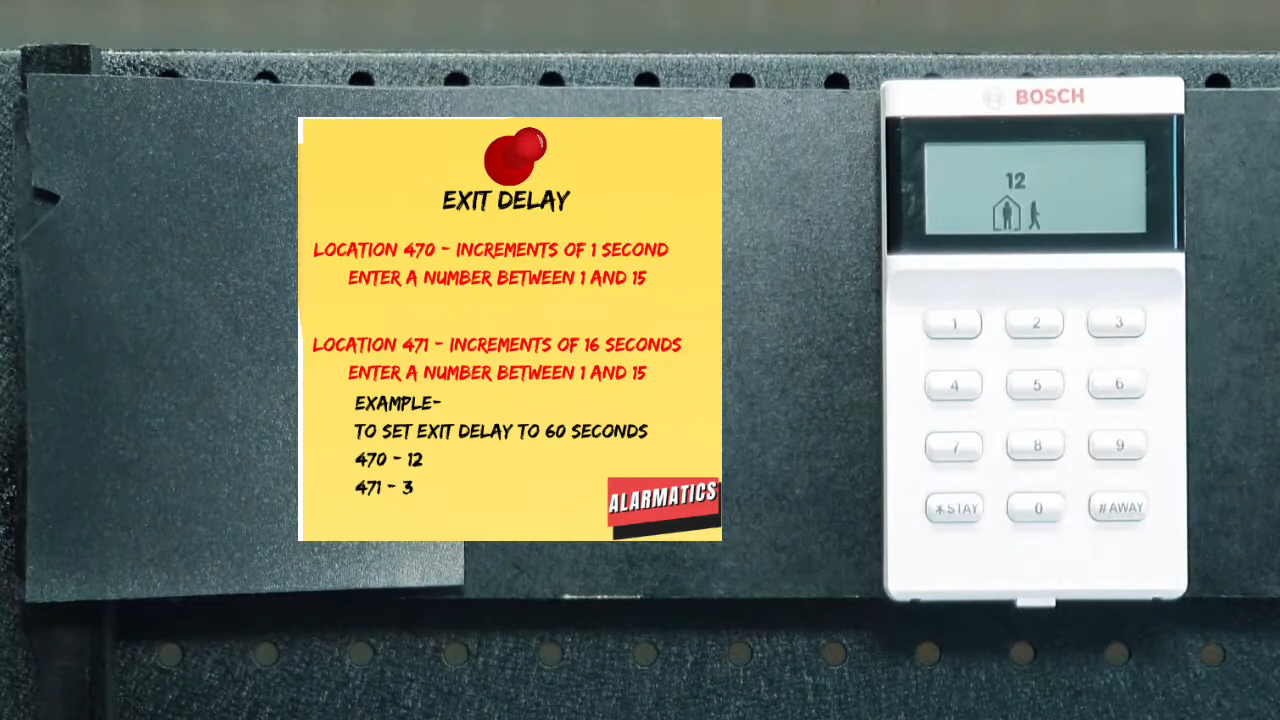 EXIT DELAY
LOCATION 470 - INCREMENTS OF 1 SECOND
ENTER A NUMBER BETWEEN 1 AND 15
LOCATION 471 - INCREMENTS OF 16 SECONDS
ENTER A NUMBER BETWEEN 1 AND 15
EXAMPLE-
TO SET EXIT DELAY TO 60 SECONDS
470 - 12
471 - 3
ALARMATICS
BOSCH
12
1 2 3
4 5 6
7 8 9
*STAY 0 #AWAY